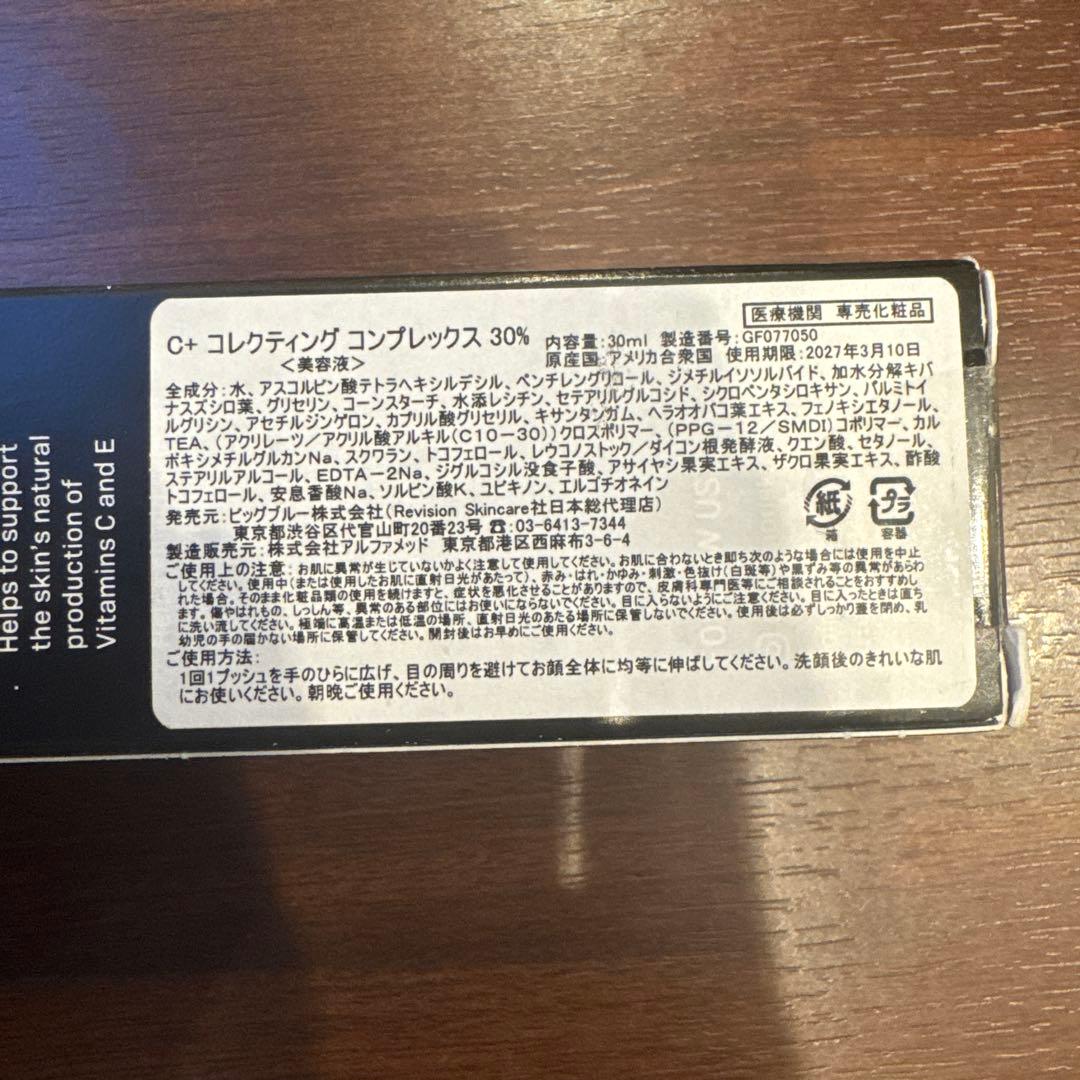 Helps to support
the skin's natural
production of
Vitamins C and E
医療機関 専売化粧品
C+ コレクティング コンプレックス 30%
<美容液>
内容量:30ml 製造番号:GF077050
原産国:アメリカ合衆国 使用期限:2027年3月10日
全成分:水、アスコルビン酸テトラヘキシルデシル、ペンチレングリコール、ジメチルイソソルバイド、加水分解キバ
ナスズシロ葉、グリセリン、コーンスターチ、水添レシチン、セテアリルグルコシド、シクロペンタシロキサン、パルミトイ
ルグリシン、アセチルジンゲロン、カプリル酸グリセリル、キサンタンガム、ヘラオオバコ葉エキス、フェノキシエタノール、
TEA、(アクリレーツ/アクリル酸アルキル(C10-30))クロスポリマー、(PPG-12/SMDI)コポリマー、カル
ボキシメチルグルカンNa、スクワラン、トコフェロール、レウコノストック/ダイコン根発酵液、クエン酸、セタノール、
ステアリルアルコール、EDTA-2Na、ジグルコシル没食子酸、アサイヤシ果実エキス、ザクロ果実エキス、酢酸
トコフェロール、安息香酸Na、ソルビン酸K、ユビキノン、エルゴチオネイン
発売元:ビッグブルー株式会社(Revision Skincare社日本総代理店)
東京都渋谷区代官山町20番23号 ☎:03-6413-7344
製造販売元:株式会社アルファメッド 東京都港区西麻布3-6-4
紙
箱
プラ
容器
ご使用上の注意:お肌に異常が生じていないかよく注意して使用してください。お肌に合わないとき即ち次のような場合には使用を中止
してください。使用中(または使用したお肌に直射日光があたって)、赤み・はれ・かゆみ・刺激・色抜け(白斑等)や黒ずみ等の異常があらわ
れた場合。そのまま化粧品類の使用を続けますと、症状を悪化させることがありますので、皮膚科専門医等にご相談されることをおすすめし
ます。傷やはれもの、しっしん等、異常のある部位にはお使いにならないでください。目に入らないようにご注意ください。目に入ったときは直ち
に洗い流してください。極端に高温または低温の場所、直射日光のあたる場所に保管しないでください。使用後は必ずしっかり蓋を閉め、乳
幼児の手の届かない場所に保管してください。開封後はお早めにご使用ください。
ご使用方法:
1回1プッシュを手のひらに広げ、目の周りを避けてお顔全体に均等に伸ばしてください。洗顔後のきれいな肌
にお使いください。朝晩ご使用ください。